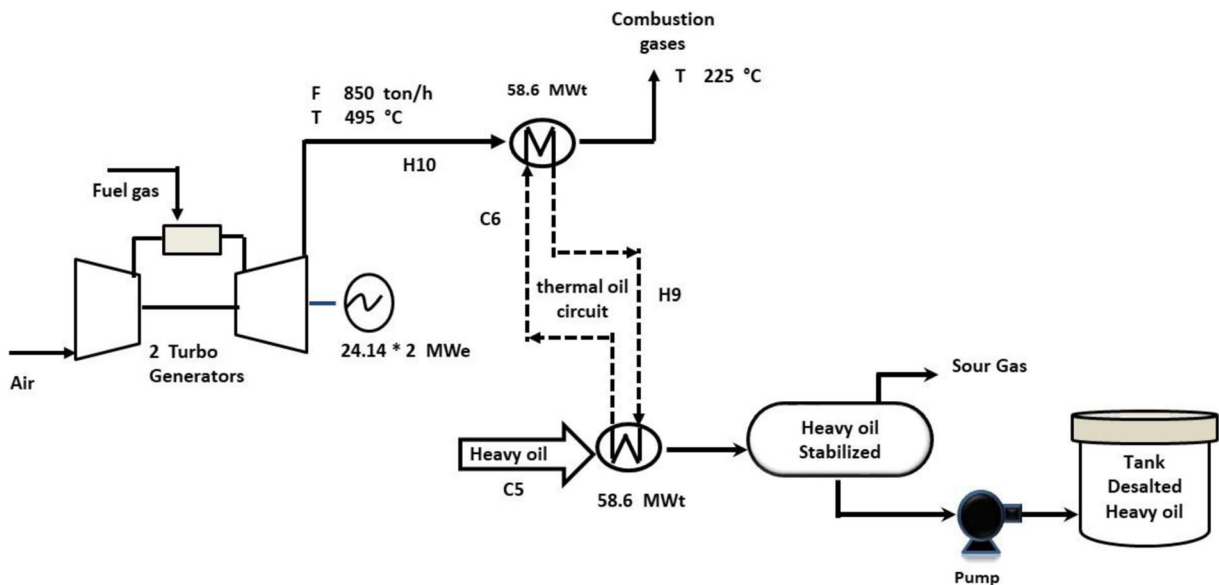 Combustion
gases
T 225 °C
F 850 ton/h
T 495 °C
58.6 MWt
H10
Fuel gas
C6
thermal oil
circuit
H9
24.14 * 2 MWe
2 Turbo
Generators
Air
Sour Gas
Heavy oil
C5
58.6 MWt
Heavy oil
Stabilized
Tank
Desalted
Heavy oil
Pump